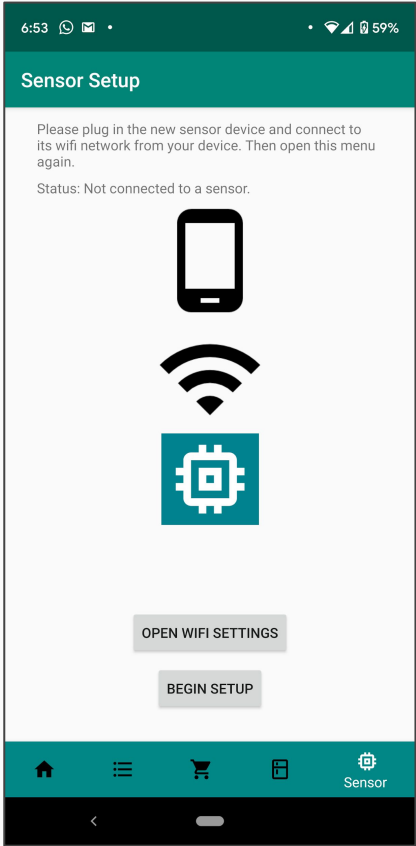 6:53
59%
Sensor Setup
Please plug in the new sensor device and connect to
its wifi network from your device. Then open this menu
again.
Status: Not connected to a sensor.
OPEN WIFI SETTINGS
BEGIN SETUP
Sensor